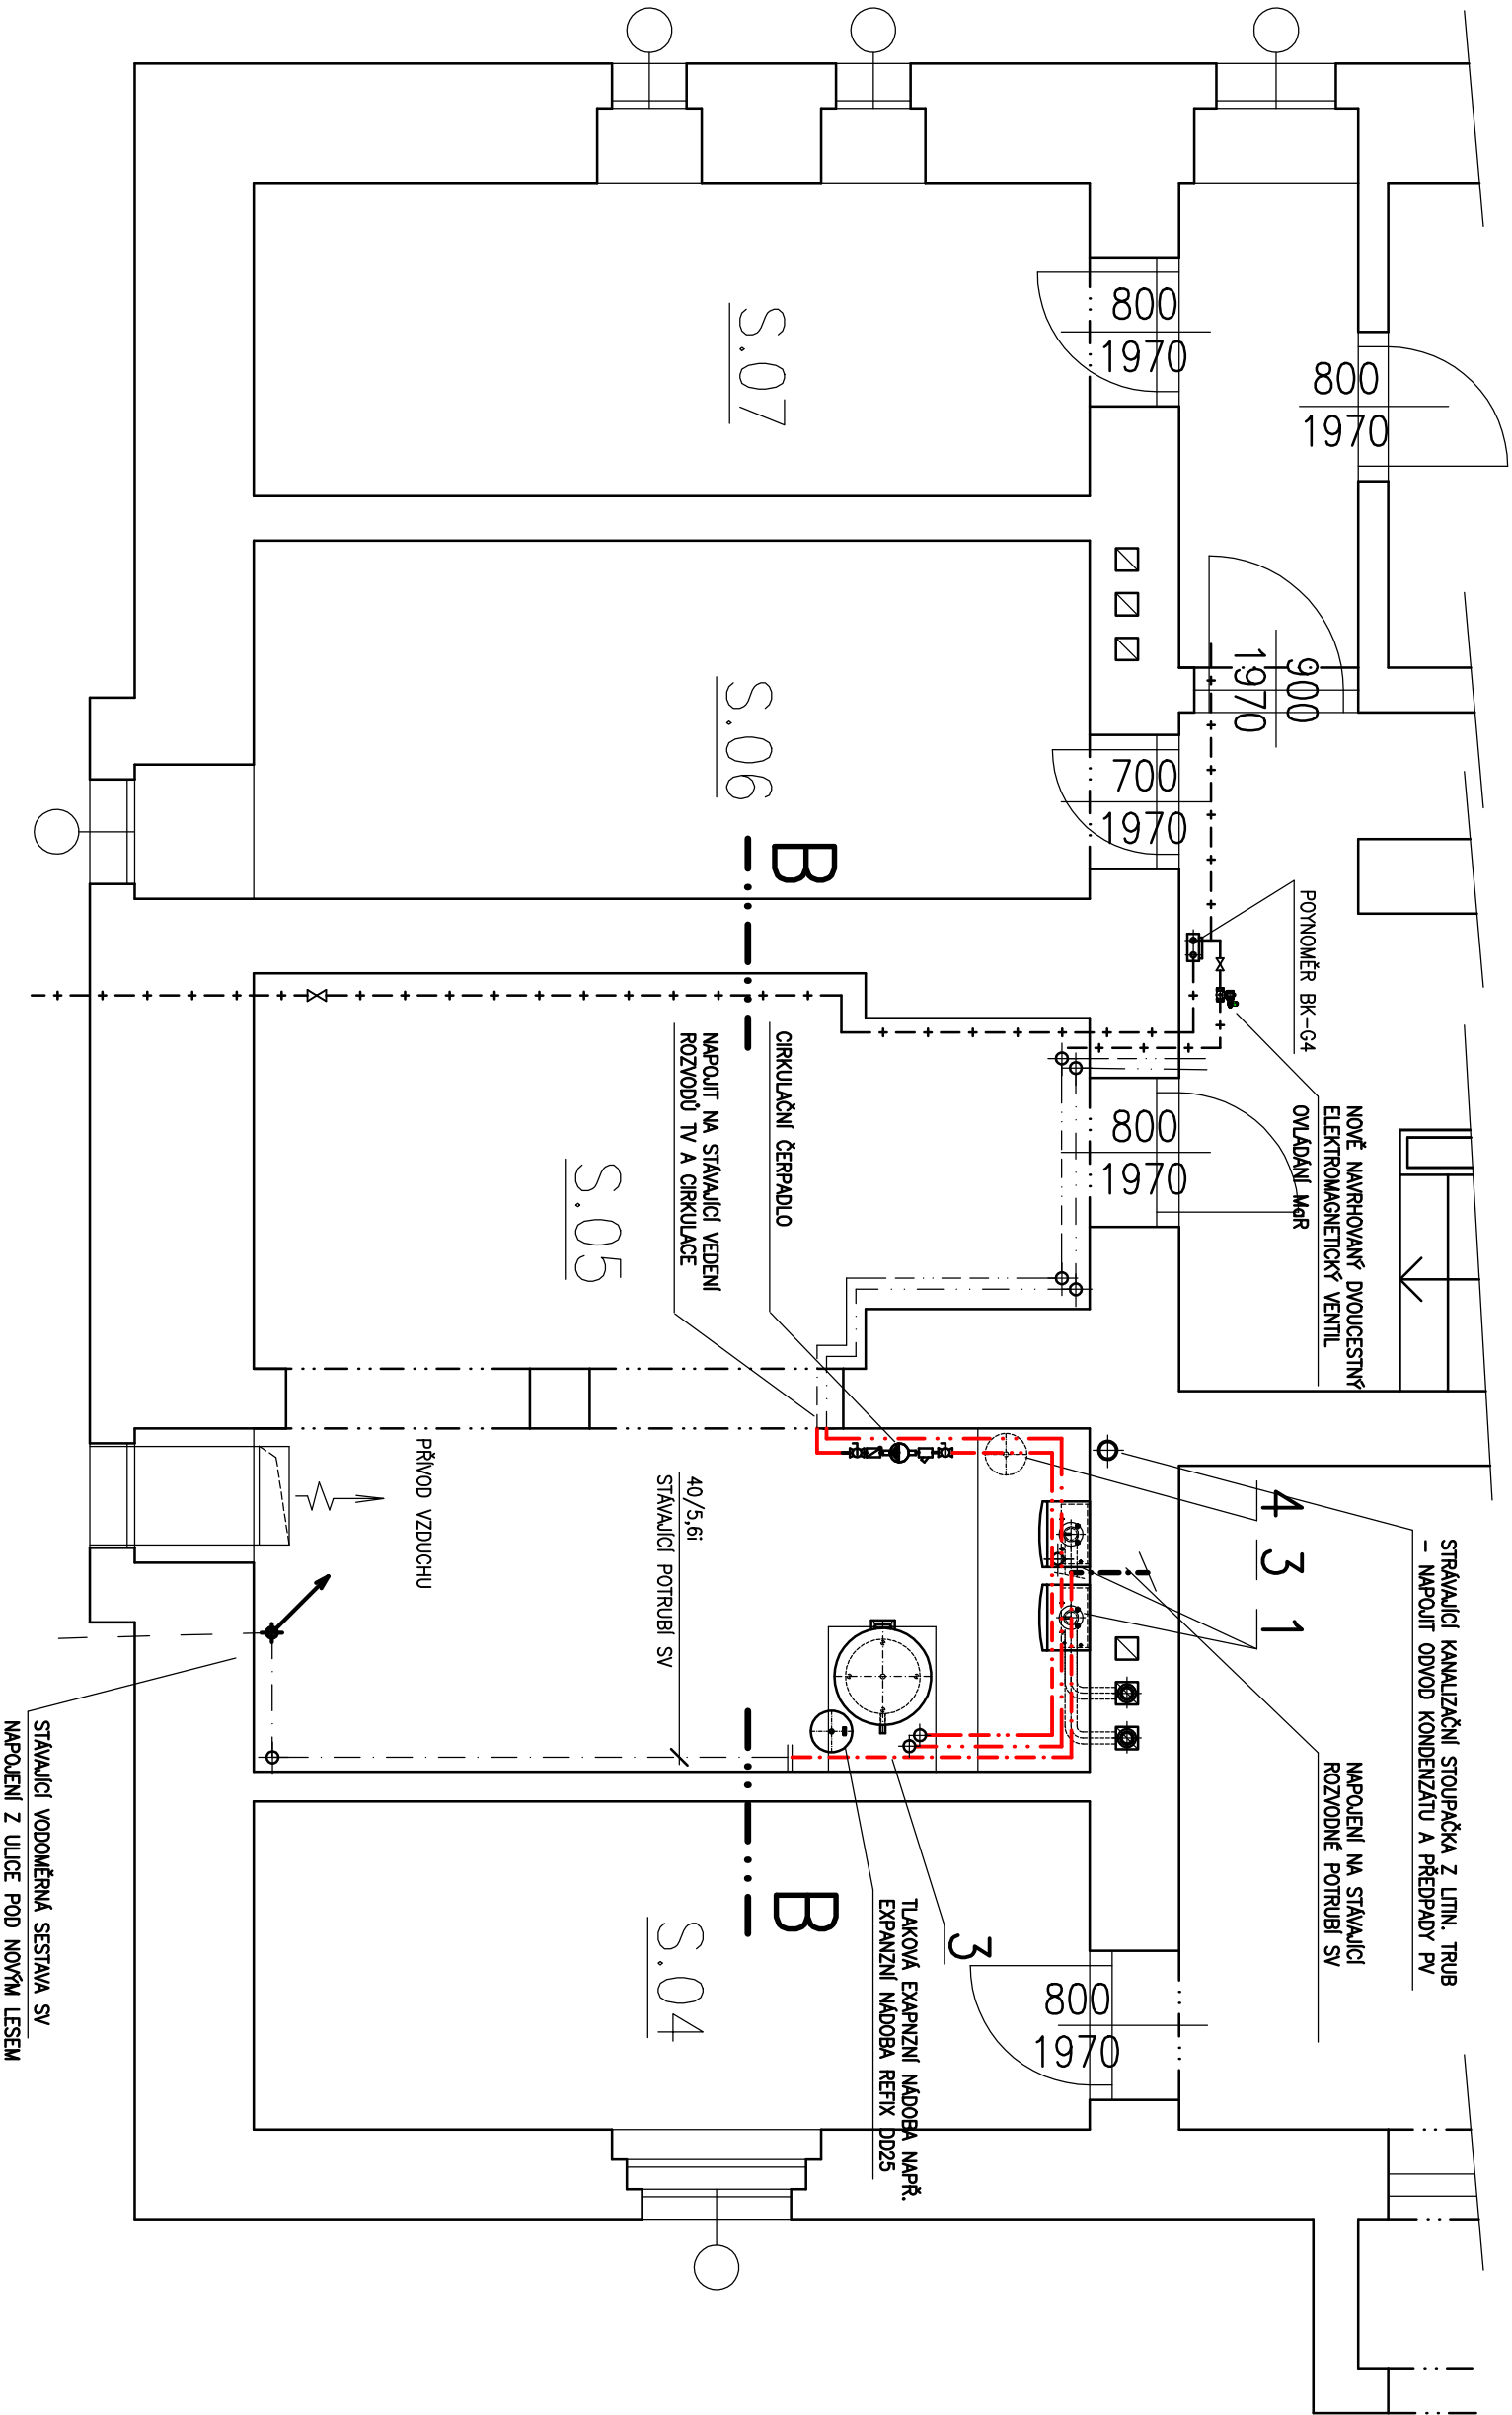 800
1970
800
1970
S.07
900
1970
700
1970
S.06
B
POYNOMĚR BK-G4
NOVĚ NAVRHOVANÝ DVOUCESTNÝ
ELEKTROMAGNETICKÝ VENTIL
OVLÁDÁNÍ MaR
800
1970
CIRKULAČNÍ ČERPADLO
NAPOJIT NA STÁVAJÍCÍ VEDENÍ
ROZVODŮ TV A CIRKULACE
S.05
4
3
1
STRÁVAJÍCÍ KANALIZAČNÍ STOUPAČKA Z LITIN. TRUB
– NAPOJIT ODVOD KONDENZÁTU A PŘEDPADY PV
PŘÍVOD VZDUCHU
40/5,6i
STÁVAJÍCÍ POTRUBÍ SV
NAPOJENÍ NA STÁVAJÍCÍ
ROZVODNÉ POTRUBÍ SV
STÁVAJÍCÍ VODOMĚRNÁ SESTAVA SV
NAPOJENÍ Z ULICE POD NOVÝM LESEM
B
3
TLAKOVÁ EXAPNZNÍ NÁDOBA NAPŘ.
EXPANZNÍ NÁDOBA REFIX DD25
S.04
800
1970